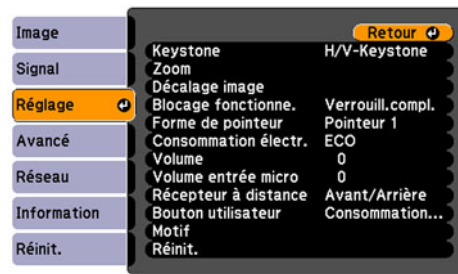 Image
Signal
Réglage
Avancé
Réseau
Information
Réinit.
Retour
Keystone H/V-Keystone
Zoom
Décalage image
Blocage fonctionne. Verrouill.compl.
Forme de pointeur Pointeur 1
Consommation électr. ECO
Volume 0
Volume entrée micro 0
Récepteur à distance Avant/Arrière
Bouton utilisateur Consommation...
Motif
Réinit.